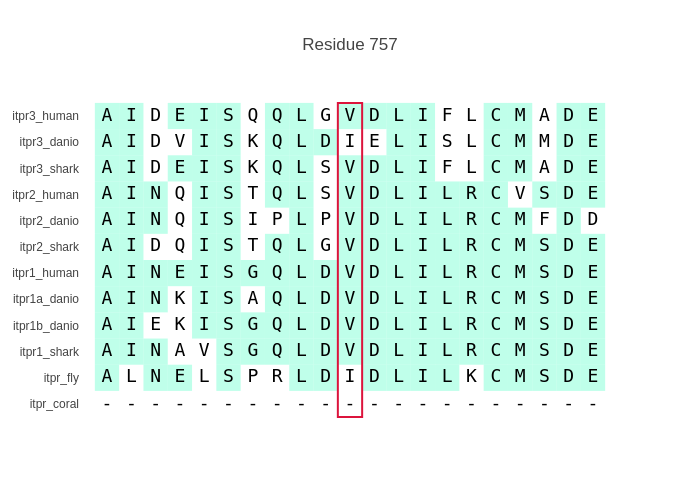 Residue 757
itpr3_human A I D E I S Q Q L G V D L I F L C M A D E
itpr3_danio A I D V I S K Q L D I E L I S L C M M D E
itpr3_shark A I D E I S K Q L S V D L I F L C M A D E
itpr2_human A I N Q I S T Q L S V D L I L R C V S D E
itpr2_danio A I N Q I S I P L P V D L I L R C M F D D
itpr2_shark A I D Q I S T Q L G V D L I L R C M S D E
itpr1_human A I N E I S G Q L D V D L I L R C M S D E
itpr1a_danio A I N K I S A Q L D V D L I L R C M S D E
itpr1b_danio A I E K I S G Q L D V D L I L R C M S D E
itpr1_shark A I N A V S G Q L D V D L I L R C M S D E
itpr_fly A L N E L S P R L D I D L I L K C M S D E
itpr_coral - - - - - - - - - - - - - - - - - - - - -